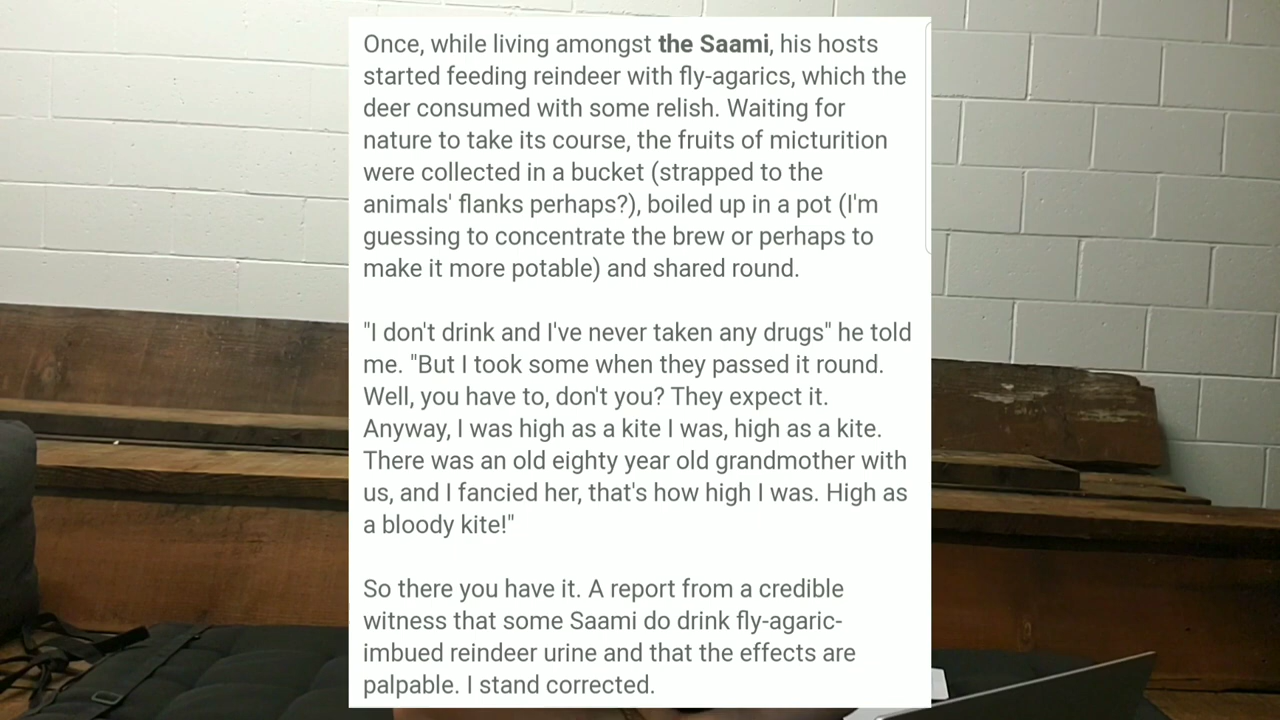 Once, while living amongst the Saami, his hosts
started feeding reindeer with fly-agarics, which the
deer consumed with some relish. Waiting for
nature to take its course, the fruits of micturition
were collected in a bucket (strapped to the
animals' flanks perhaps?), boiled up in a pot (I'm
guessing to concentrate the brew or perhaps to
make it more potable) and shared round.
"I don't drink and I've never taken any drugs" he told
me. "But I took some when they passed it round.
Well, you have to, don't you? They expect it.
Anyway, I was high as a kite I was, high as a kite.
There was an old eighty year old grandmother with
us, and I fancied her, that's how high I was. High as
a bloody kite!"
So there you have it. A report from a credible
witness that some Saami do drink fly-agaric-
imbued reindeer urine and that the effects are
palpable. I stand corrected.